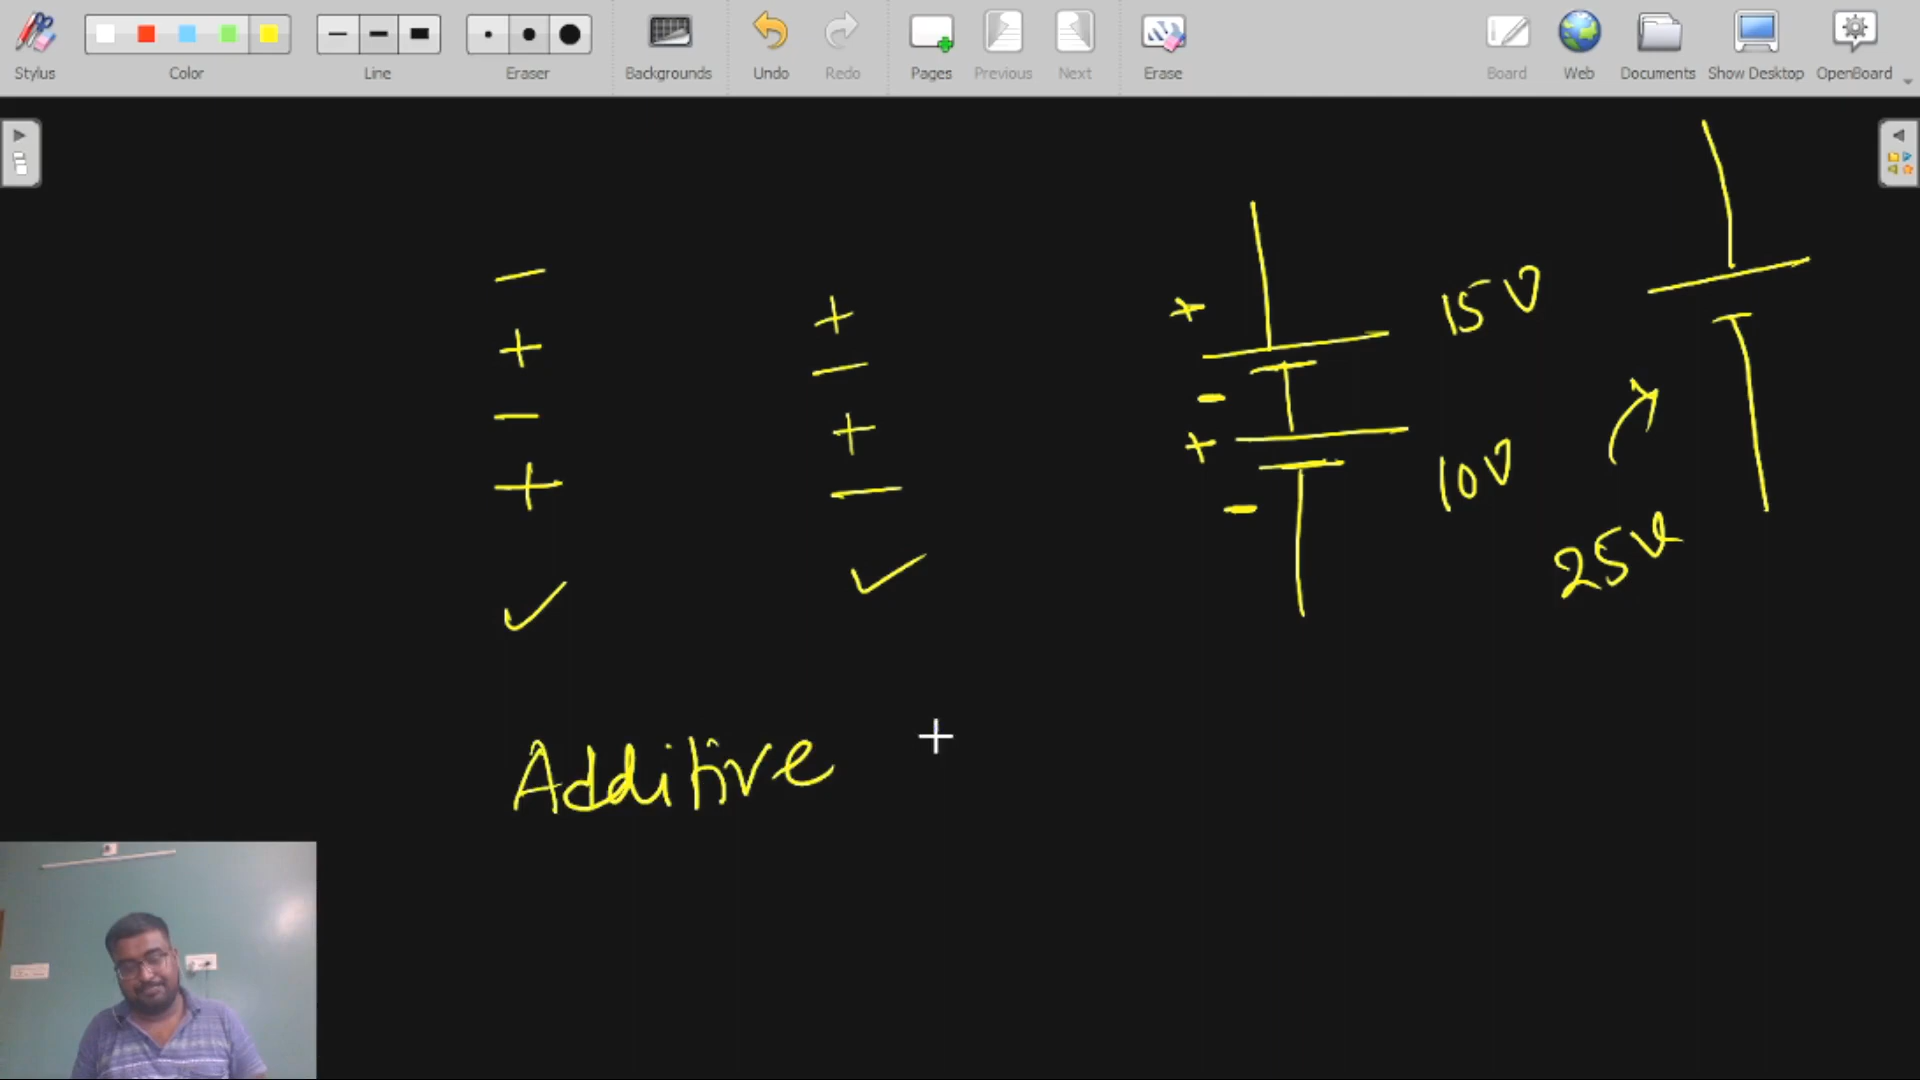 Stylus Color Line Eraser Backgrounds Undo Redo Pages Previous Next Erase Board Web Documents Show Desktop OpenBoard
-
+
-
+
+
-
+
-
+
-
+
-
15V
10V
25V
Additive